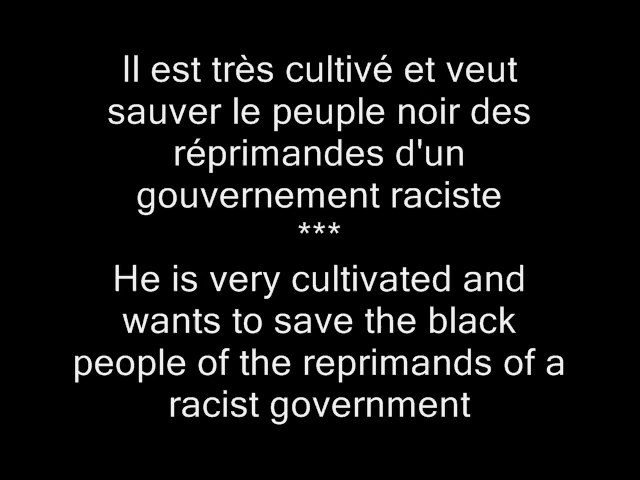 Il est très cultivé et veut
sauver le peuple noir des
réprimandes d'un
gouvernement raciste
***
He is very cultivated and
wants to save the black
people of the reprimands of a
racist government